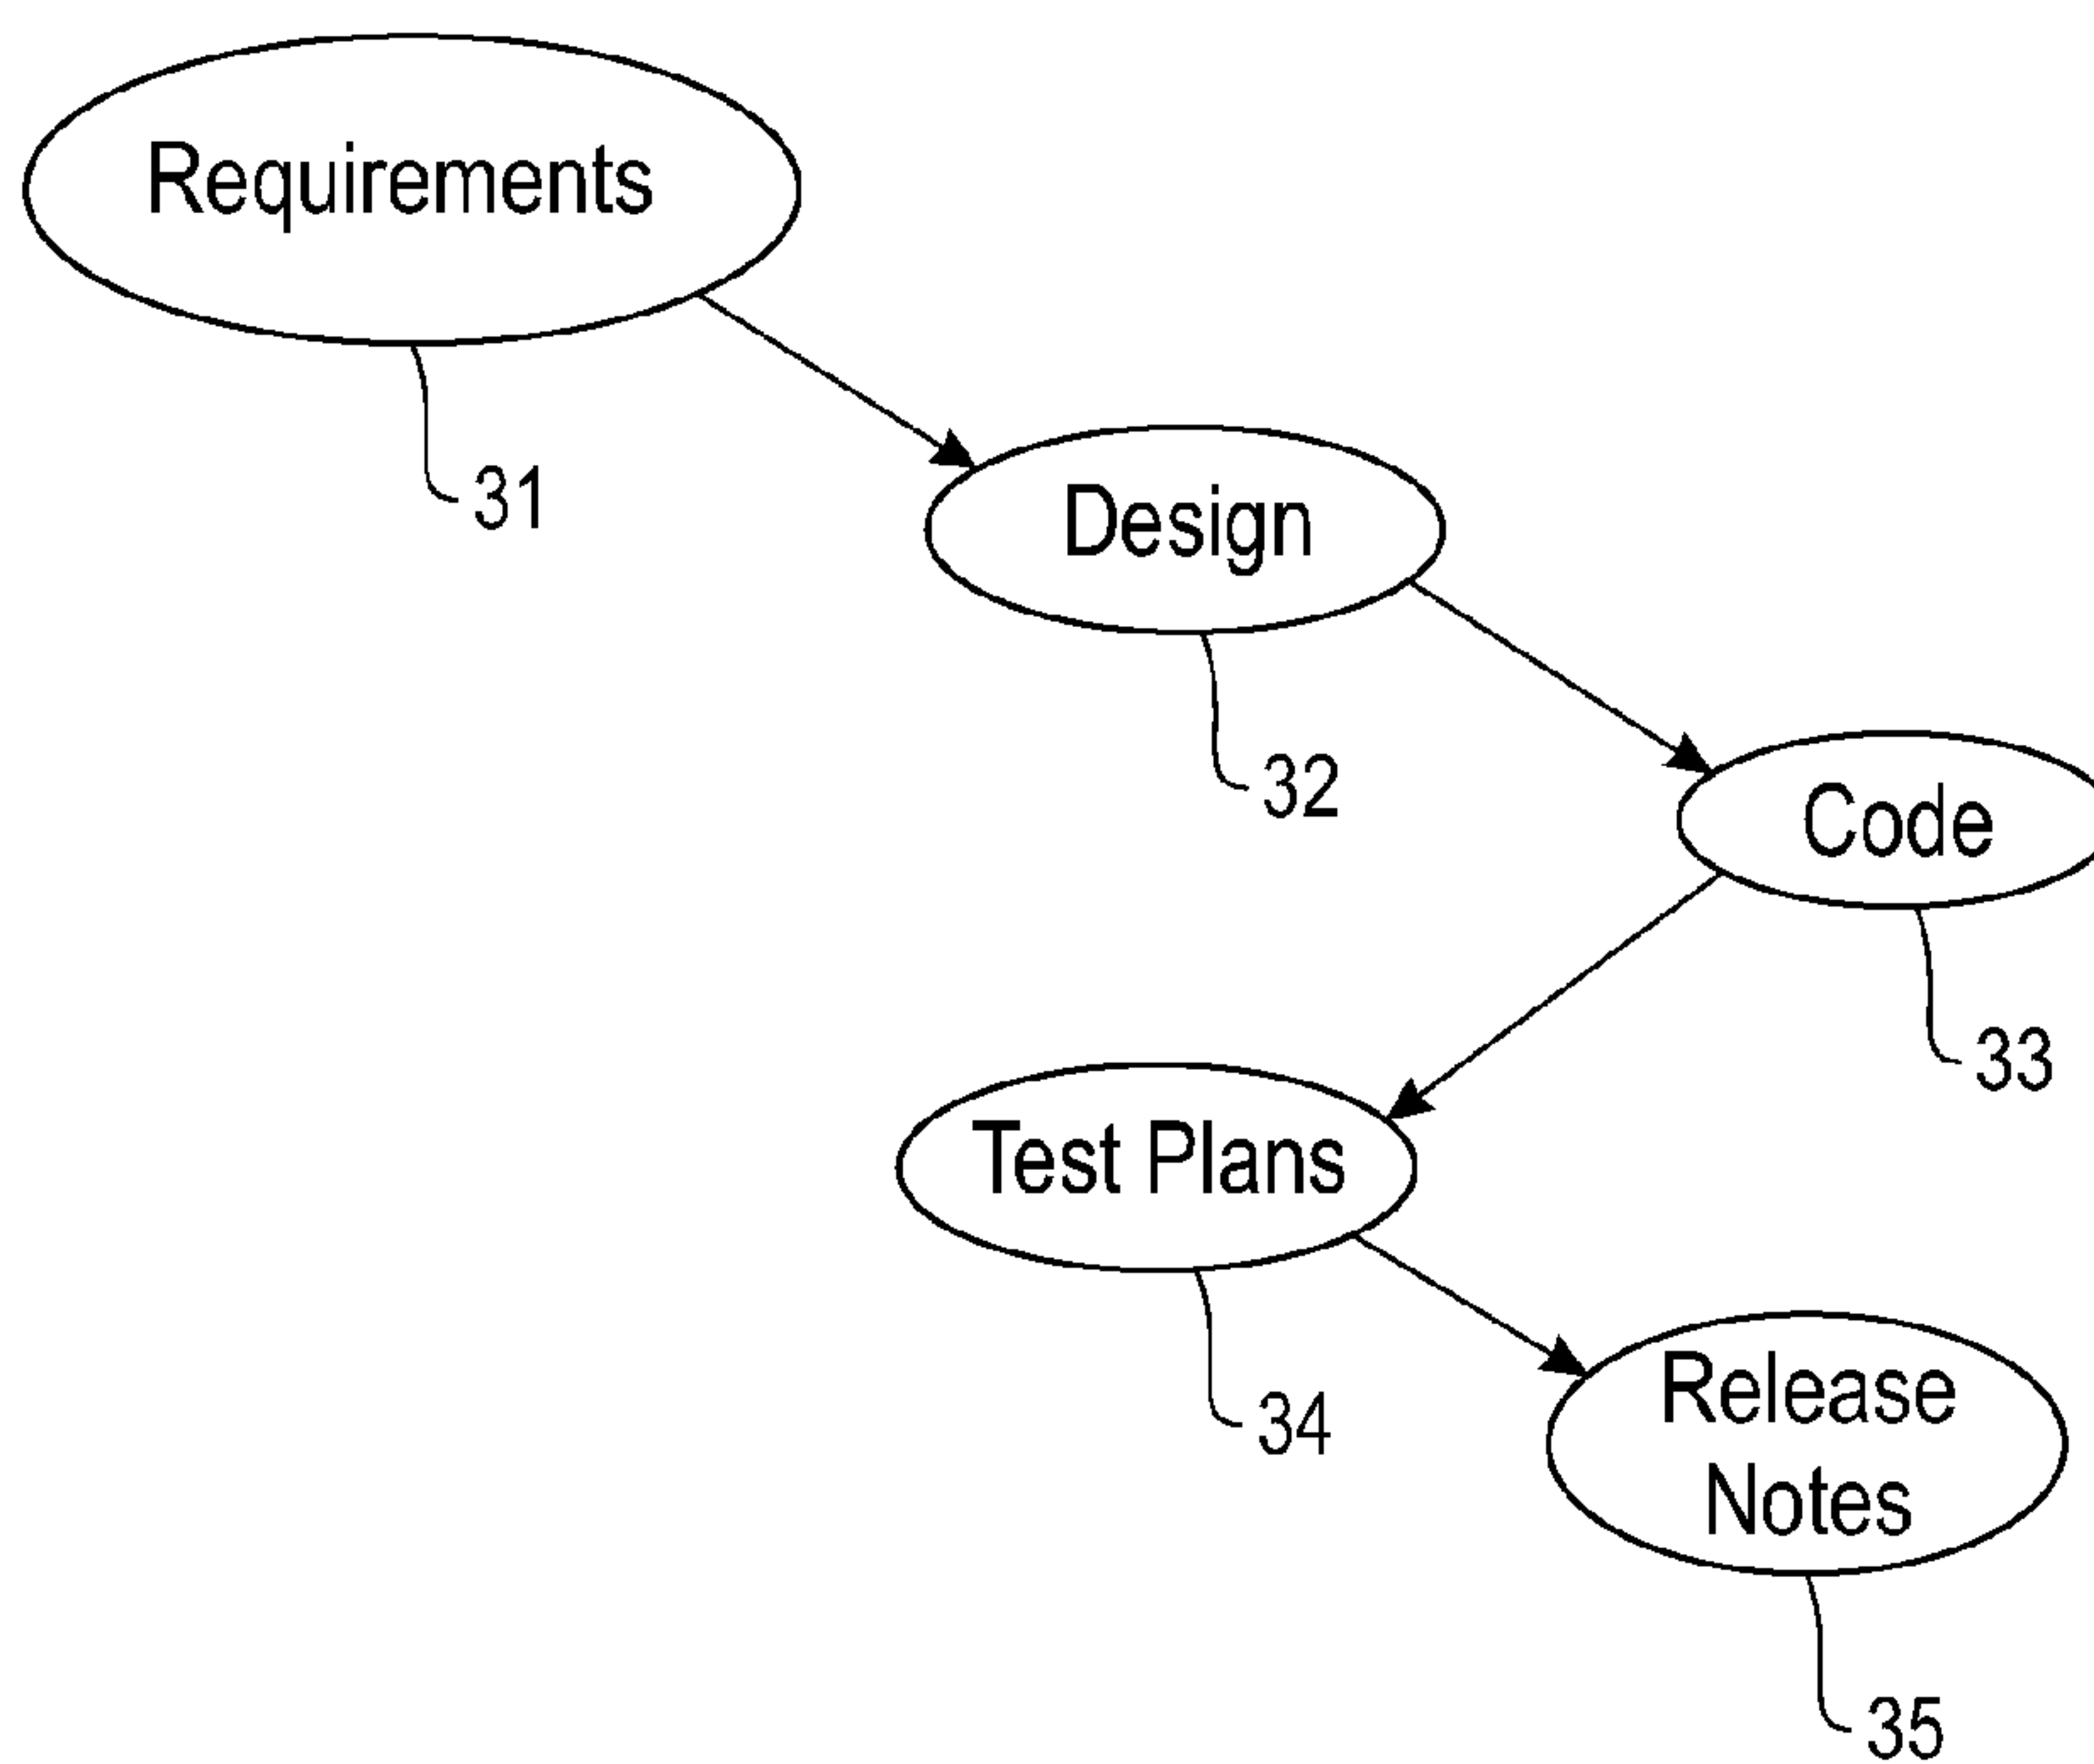 Requirements
31
Design
32
Code
33
Test Plans
34
Release
Notes
35